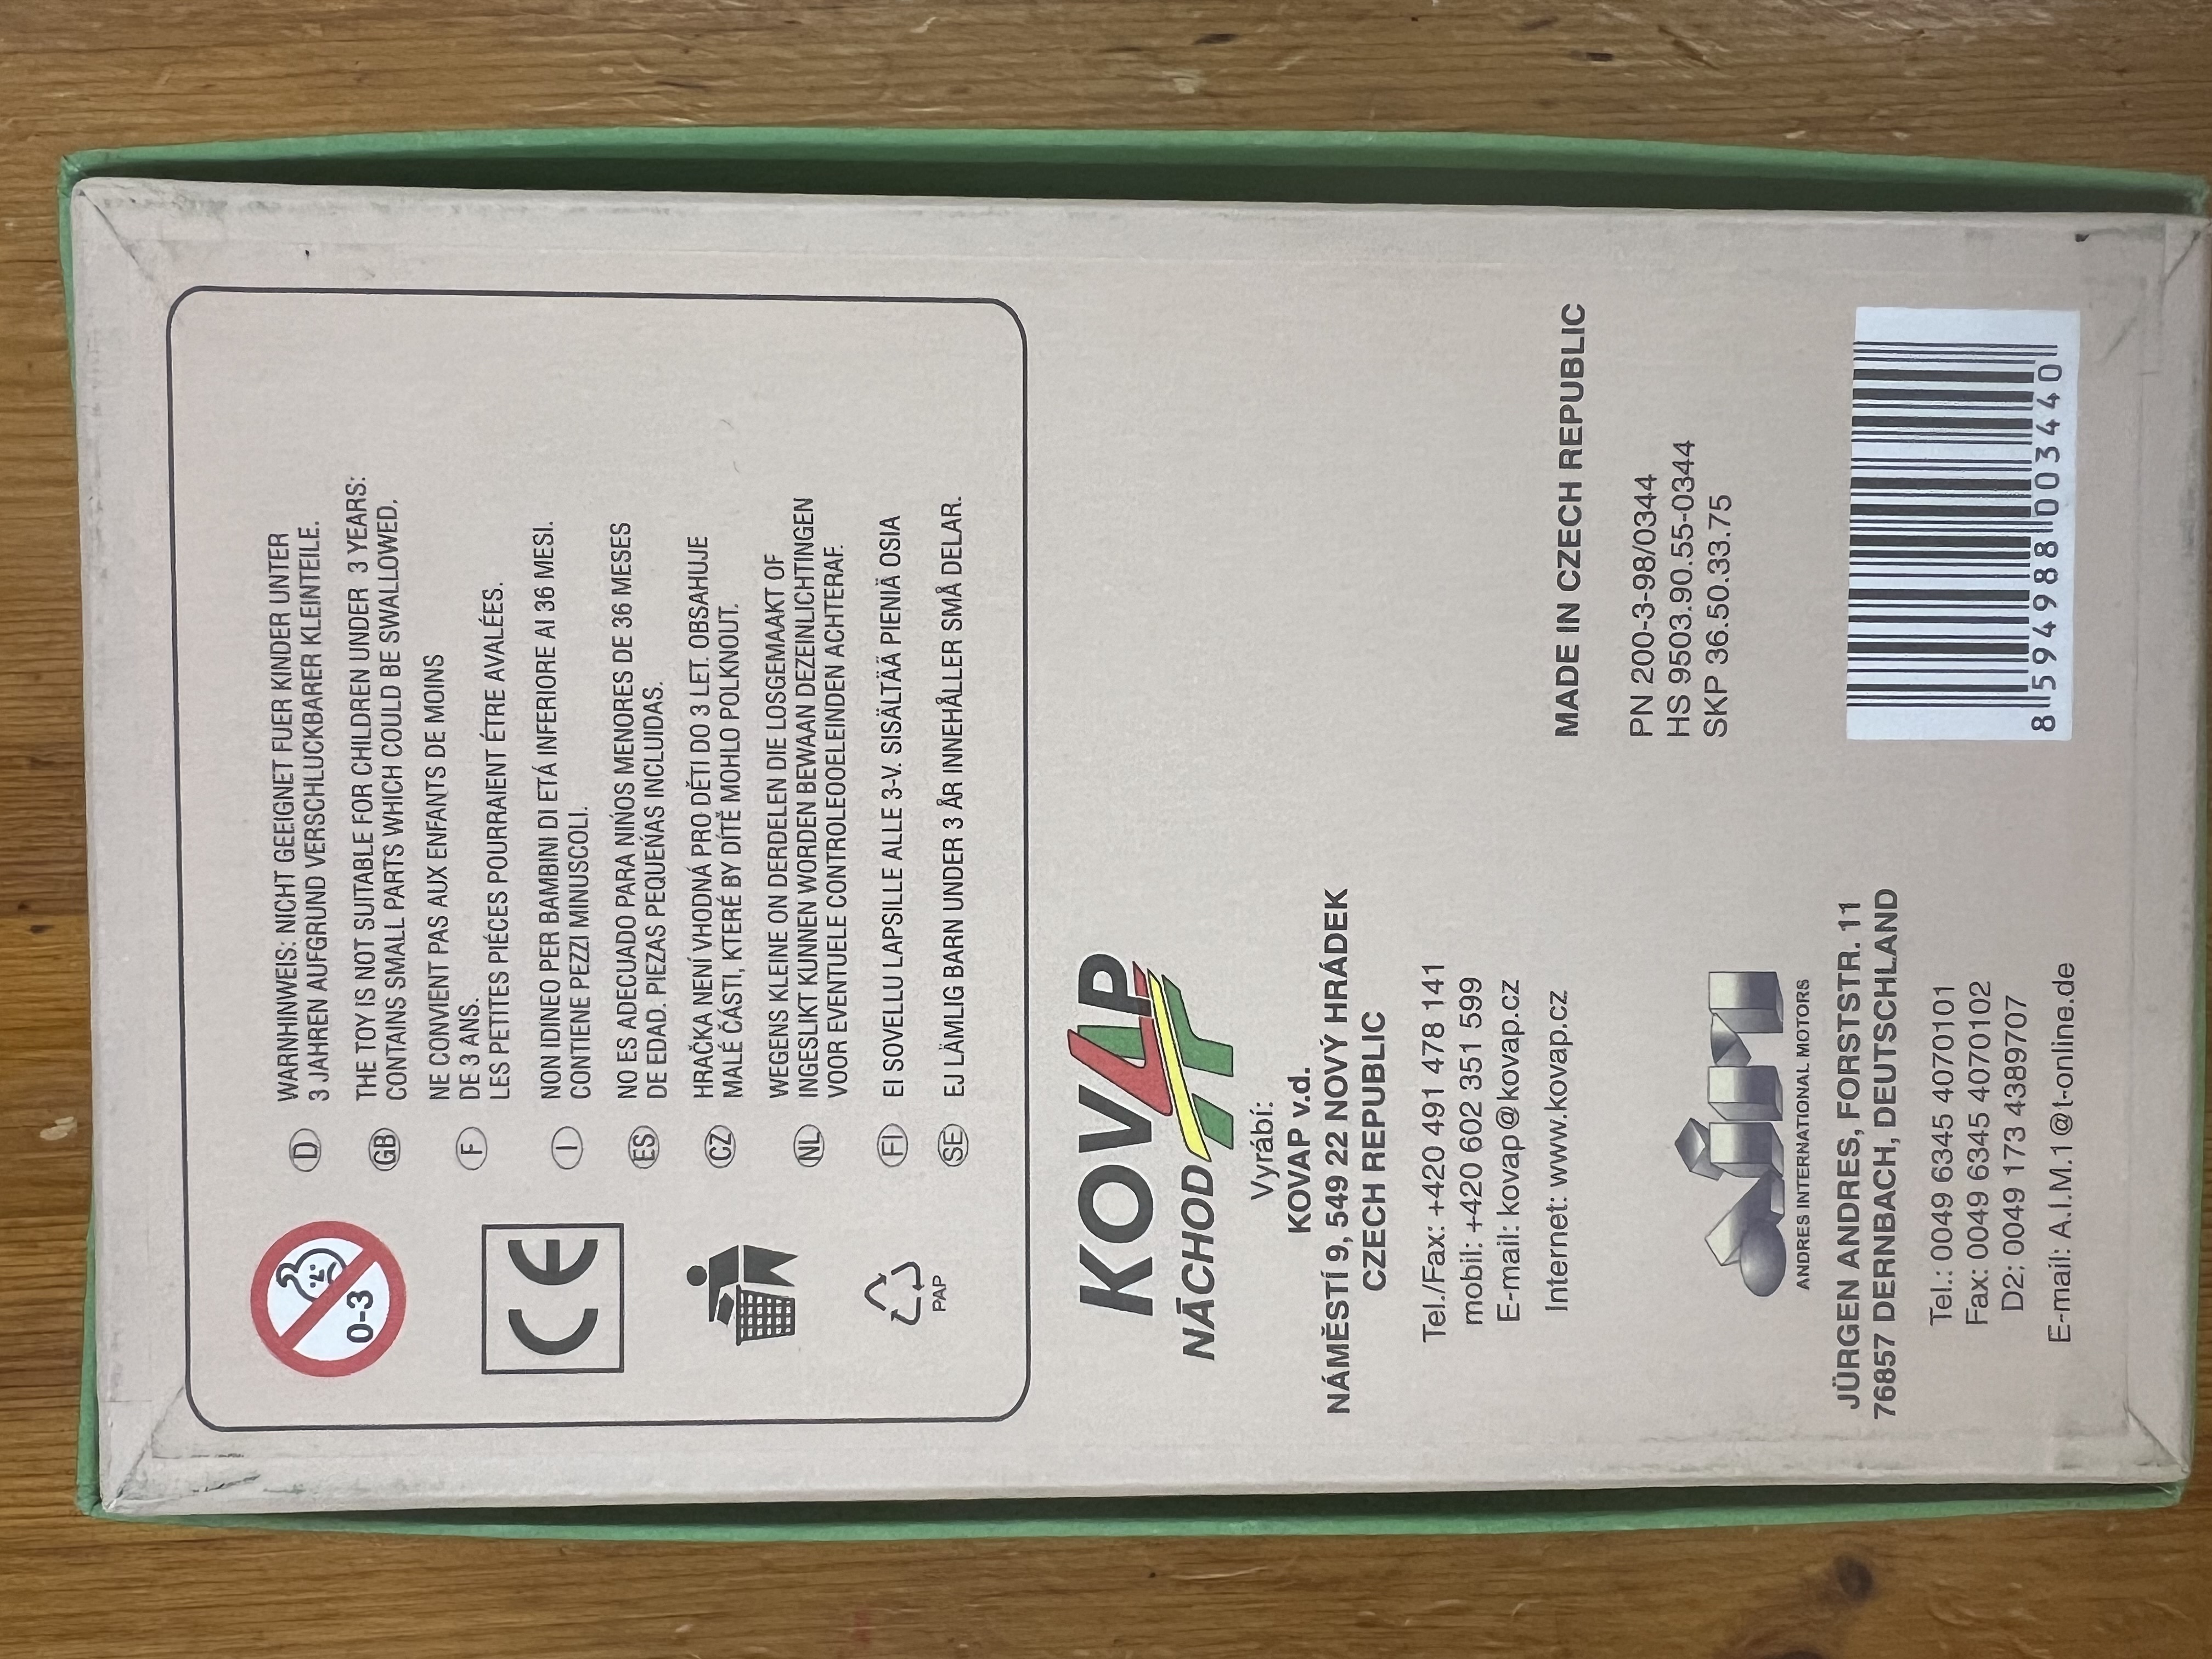 0-3
CE
PAP
D
WARNHINWEIS: NICHT GEEIGNET FUER KINDER UNTER
3 JAHREN AUFGRUND VERSCHLUCKBARER KLEINTEILE.
GB
THE TOY IS NOT SUITABLE FOR CHILDREN UNDER 3 YEARS:
CONTAINS SMALL PARTS WHICH COULD BE SWALLOWED.
F
NE CONVIENT PAS AUX ENFANTS DE MOINS
DE 3 ANS.
LES PETITES PIÉCES POURRAIENT ÉTRE AVALÉES.
I
NON IDINEO PER BAMBINI DI ETÁ INFERIORE AI 36 MESI.
CONTIENE PEZZI MINUSCOLI.
ES
NO ES ADECUADO PARA NIŃOS MENORES DE 36 MESES
DE EDAD. PIEZAS PEQUEŃAS INCLUIDAS.
CZ
HRAČKA NENÍ VHODNÁ PRO DĚTI DO 3 LET. OBSAHUJE
MALÉ ČÁSTI, KTERÉ BY DÍTĚ MOHLO POLKNOUT.
NL
WEGENS KLEINE ON DERDELEN DIE LOSGEMAAKT OF
INGESLIKT KUNNEN WORDEN BEWAAN DEZEINLICHTINGEN
VOOR EVENTUELE CONTROLEOOELEINDEN ACHTERAF.
FI
EI SOVELLU LAPSILLE ALLE 3-V. SISÄLTÄÄ PIENIÄ OSIA
SE
EJ LÄMLIG BARN UNDER 3 ÅR INNEHÅLLER SMÅ DELAR.
KOVAP
NÁCHOD
Vyrábí:
KOVAP v.d.
NÁMĚSTÍ 9, 549 22 NOVÝ HRÁDEK
CZECH REPUBLIC
Tel./Fax: +420 491 478 141
mobil: +420 602 351 599
E-mail: kovap@kovap.cz
Internet: www.kovap.cz
aim
ANDRES INTERNATIONAL MOTORS
JÜRGEN ANDRES, FORSTSTR. 11
76857 DERNBACH, DEUTSCHLAND
Tel.: 0049 6345 4070101
Fax: 0049 6345 4070102
D2: 0049 173 4389707
E-mail: A.I.M.1@t-online.de
MADE IN CZECH REPUBLIC
PN 200-3-98/0344
HS 9503.90.55-0344
SKP 36.50.33.75
8 594988 003440